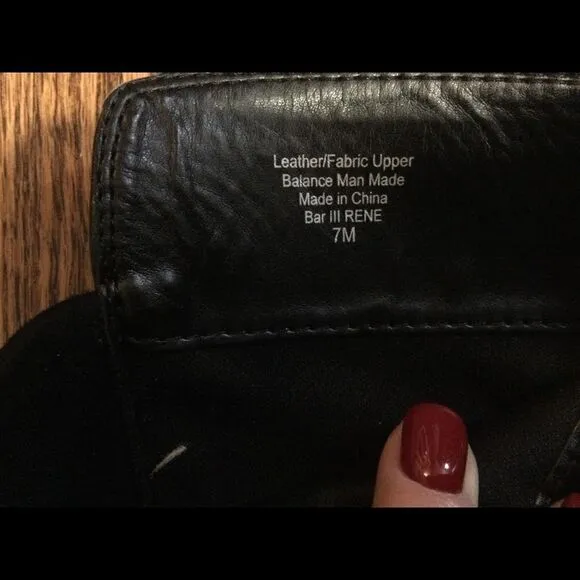 Leather/Fabric Upper
Balance Man Made
Made in China
Bar III RENE
7M